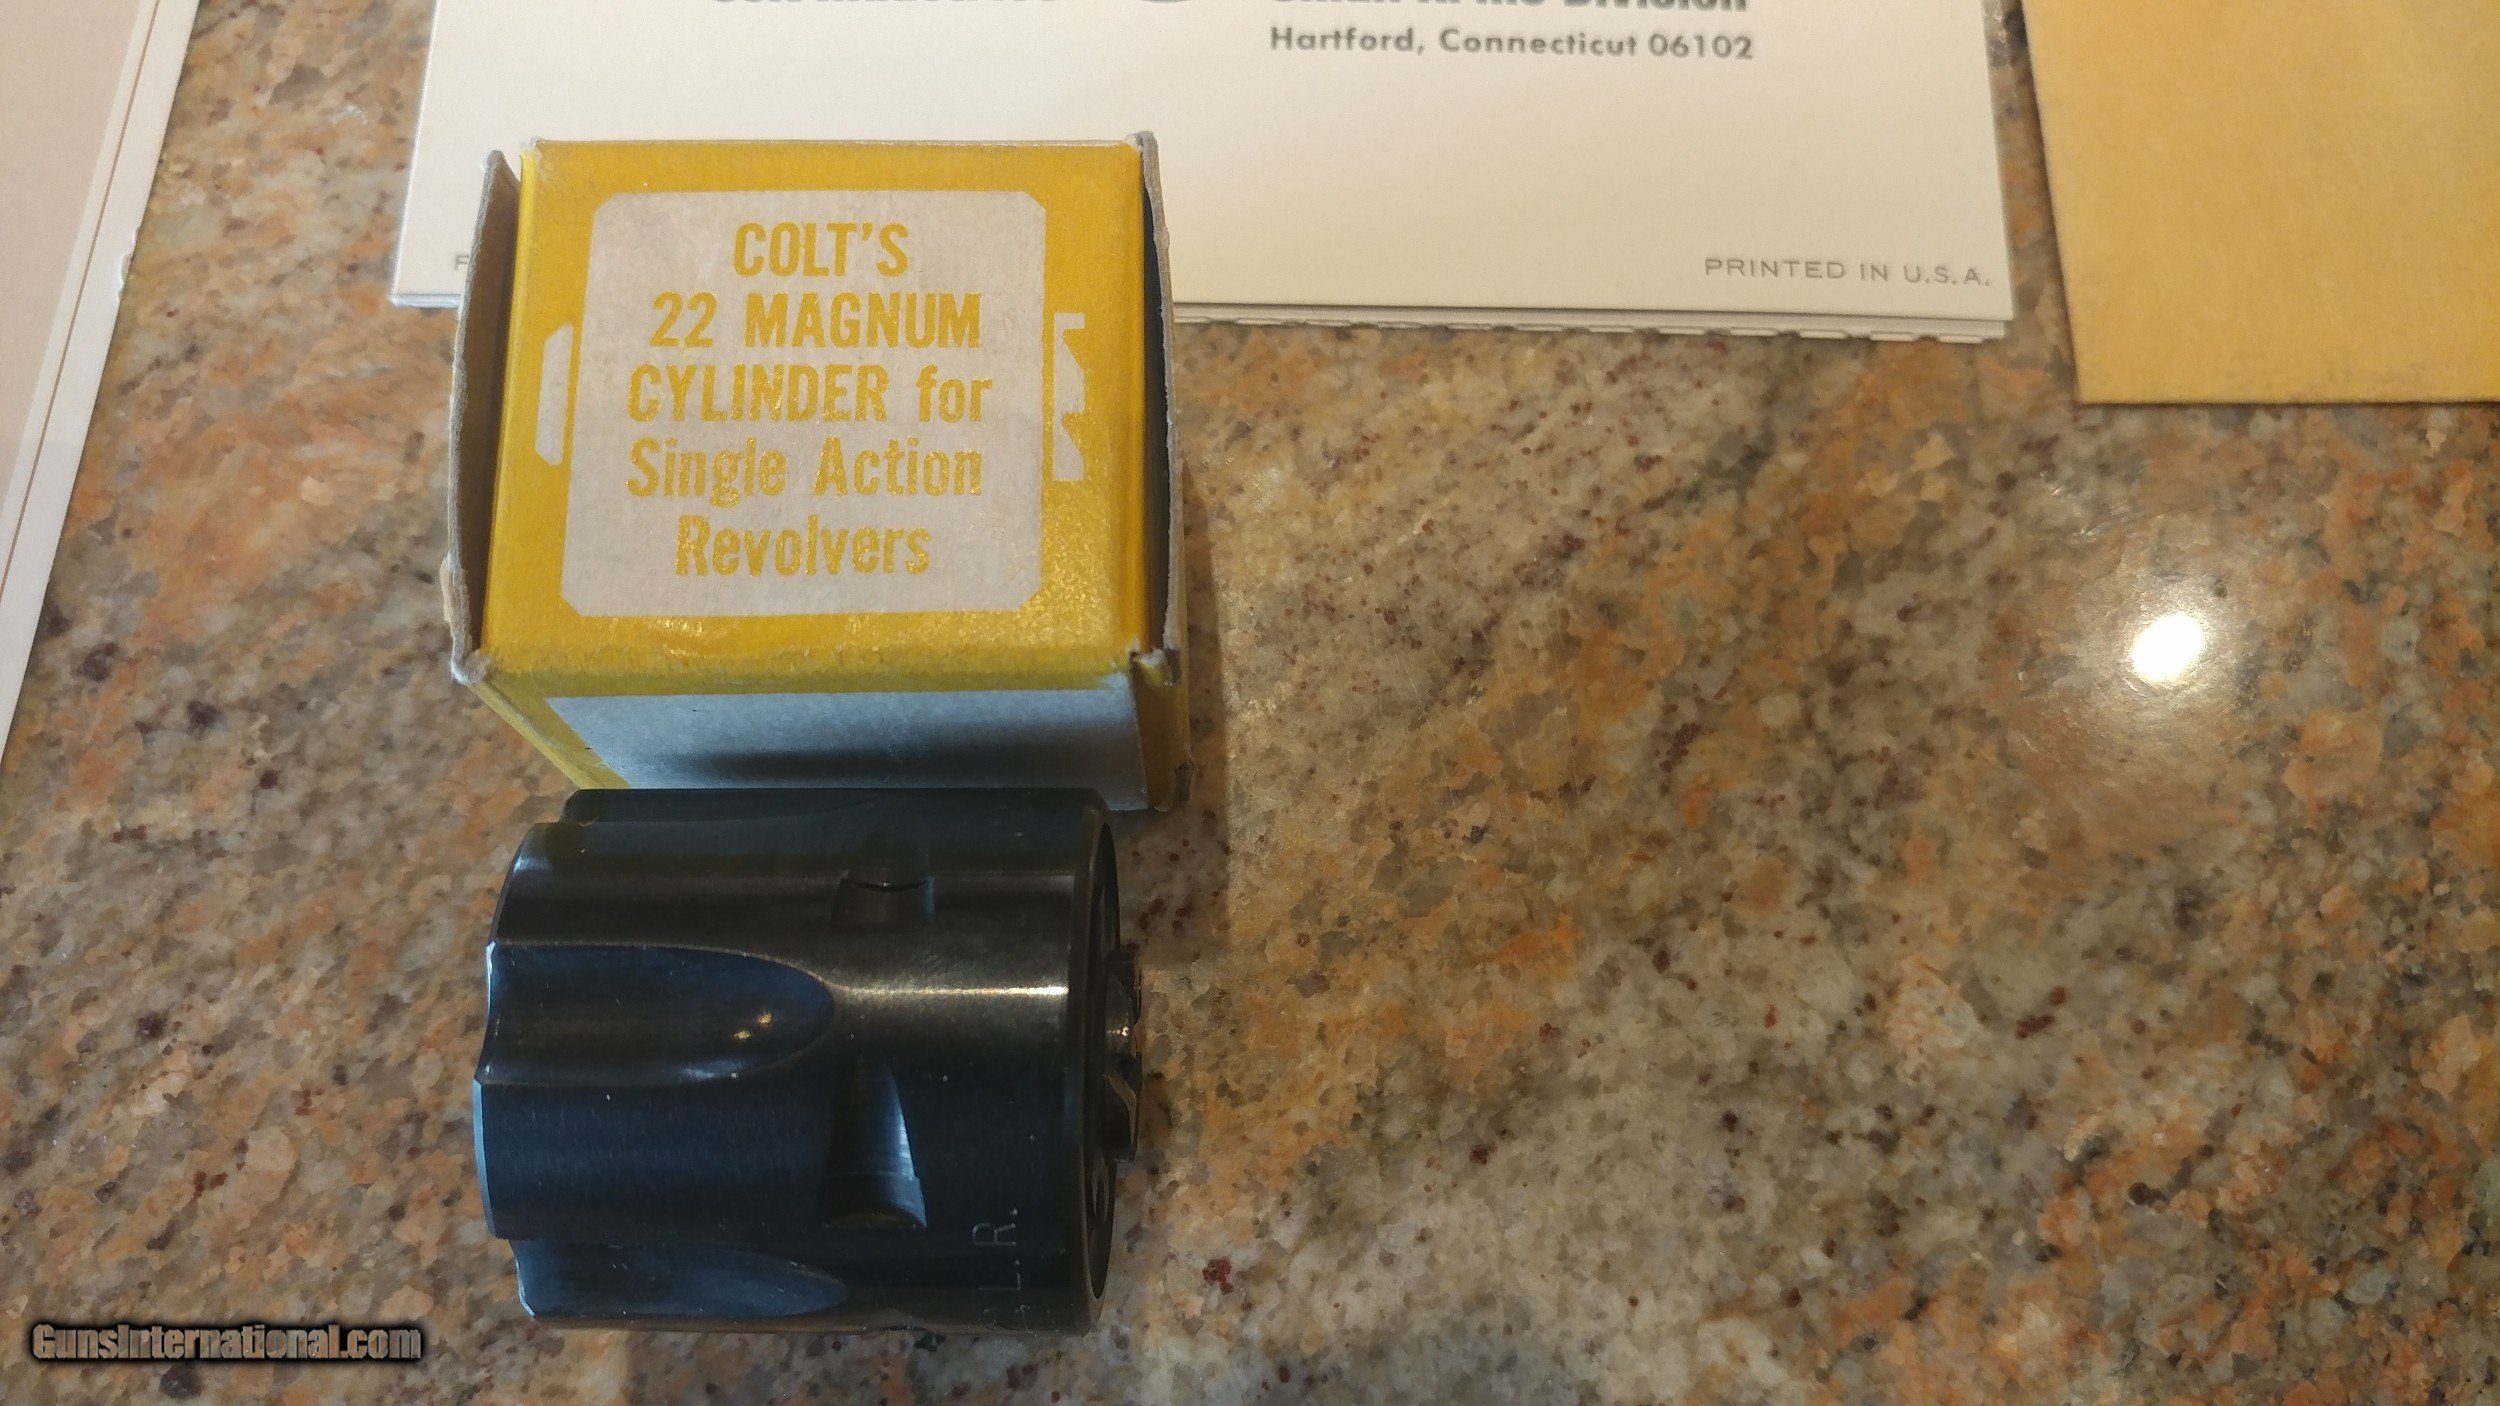 Hartford, Connecticut 06102
PRINTED IN U.S.A.
COLT'S
22 MAGNUM
CYLINDER for
Single Action
Revolvers
L.R.
GunsInternational.com